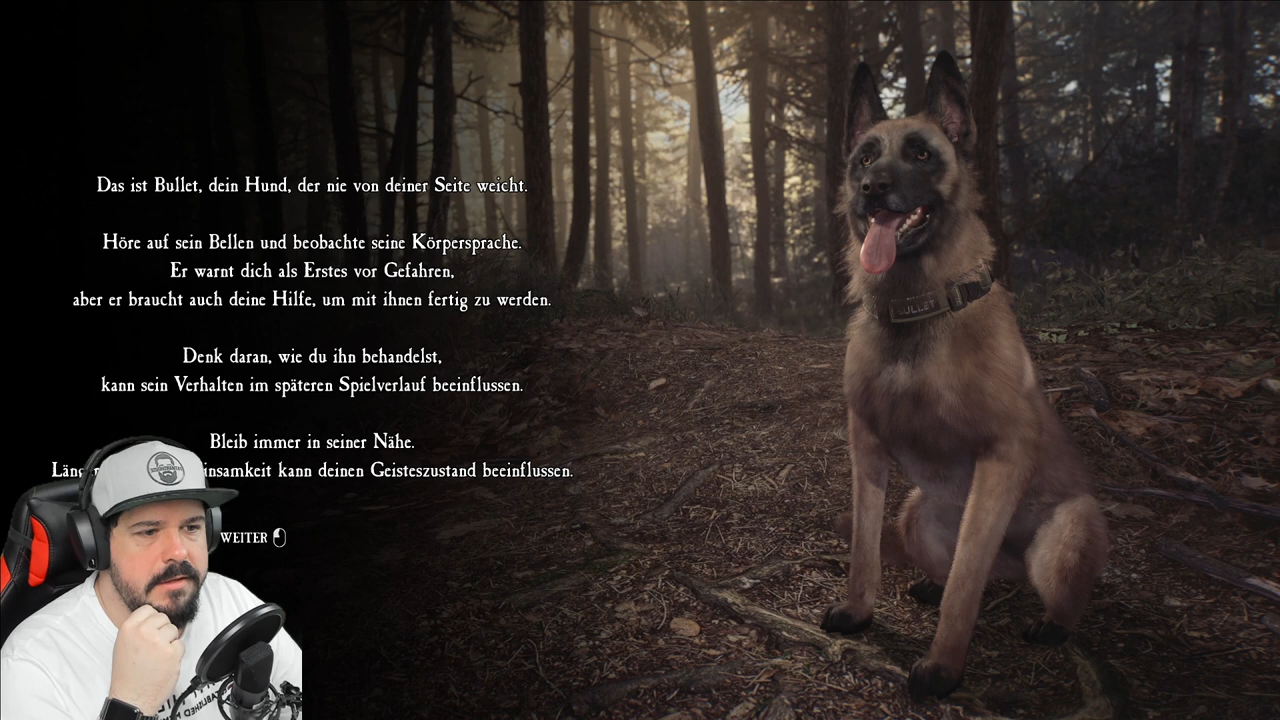 Das ist Bullet, dein Hund, der nie von deiner Seite weicht.
Höre auf sein Bellen und beobachte seine Körpersprache.
Er warnt dich als Erstes vor Gefahren,
aber er braucht auch deine Hilfe, um mit ihnen fertig zu werden.
Denk daran, wie du ihn behandelst,
kann sein Verhalten im späteren Spielverlauf beeinflussen.
Bleib immer in seiner Nähe.
kann deinen Geisteszustand beeinflussen.
WEITER
BULLET